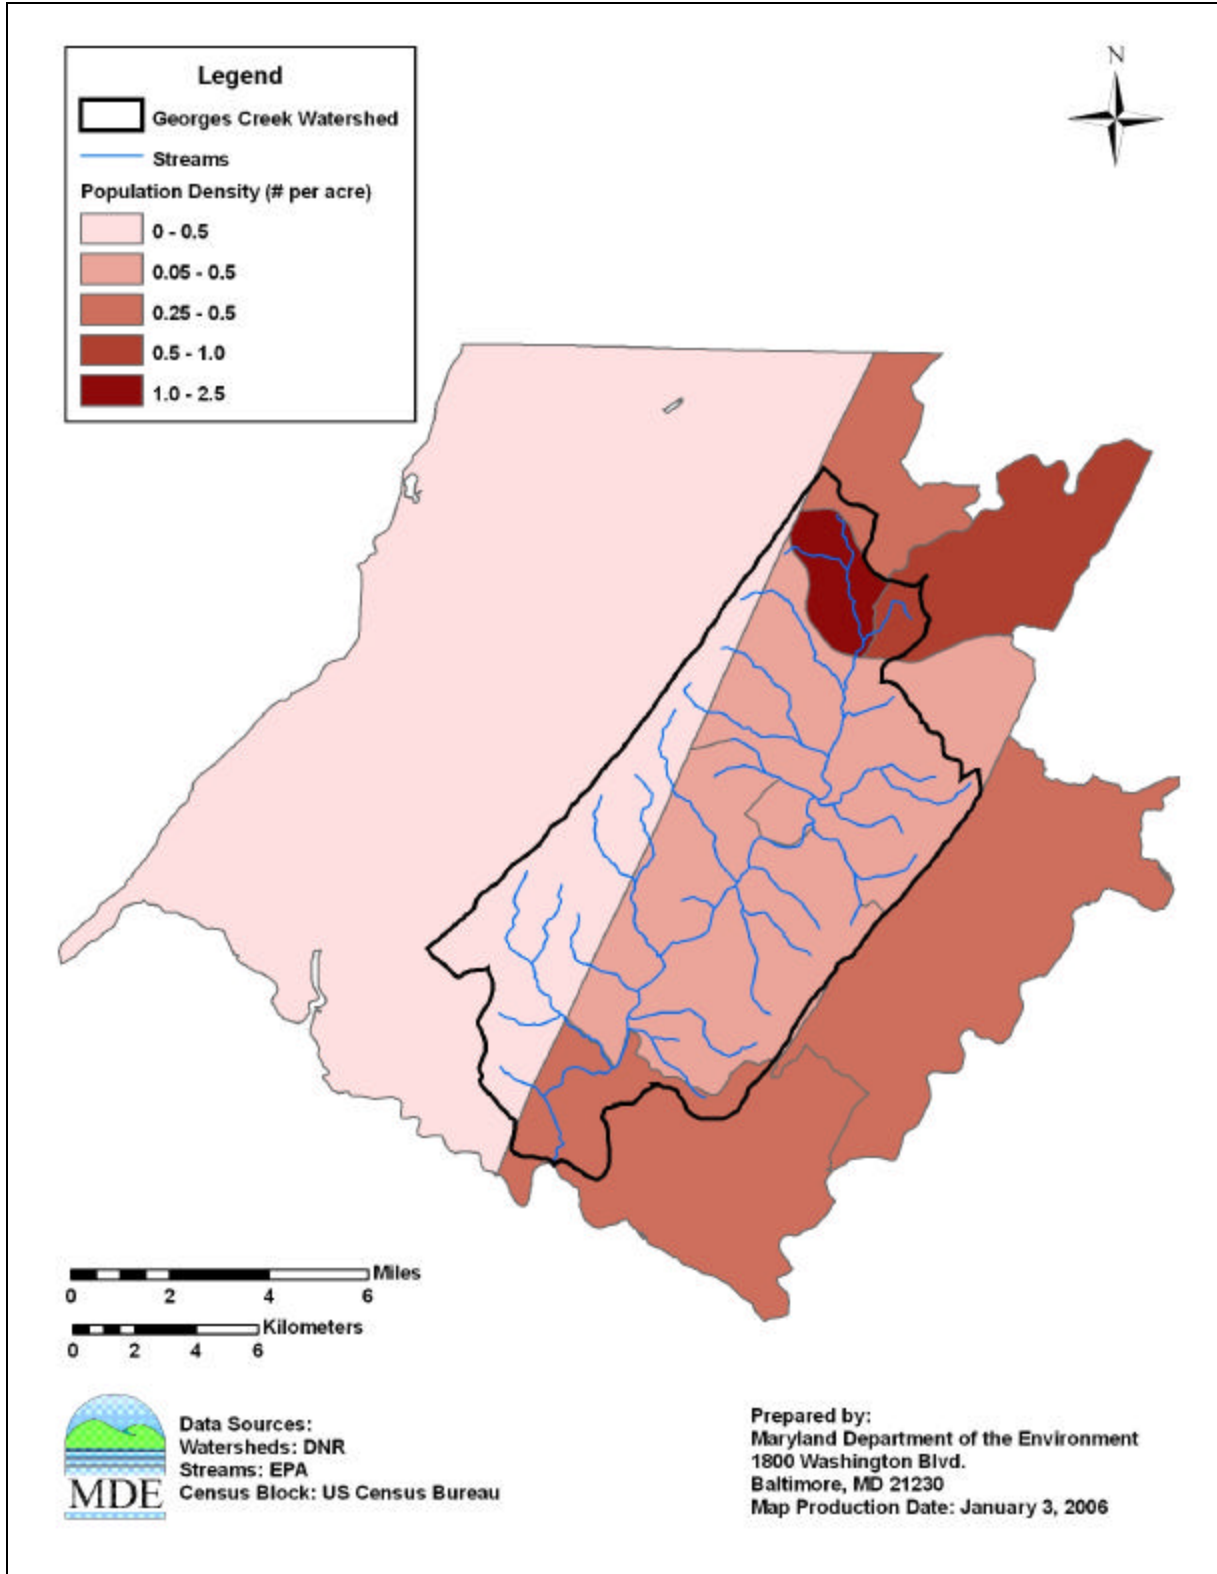 N
Legend
Georges Creek Watershed
Streams
Population Density (# per acre)
0 - 0.5
0.05 - 0.5
0.25 - 0.5
0.5 - 1.0
1.0 - 2.5
Miles
0 2 4 6
Kilometers
0 2 4 6
MDE
Data Sources:
Watersheds: DNR
Streams: EPA
Census Block: US Census Bureau
Prepared by:
Maryland Department of the Environment
1800 Washington Blvd.
Baltimore, MD 21230
Map Production Date: January 3, 2006